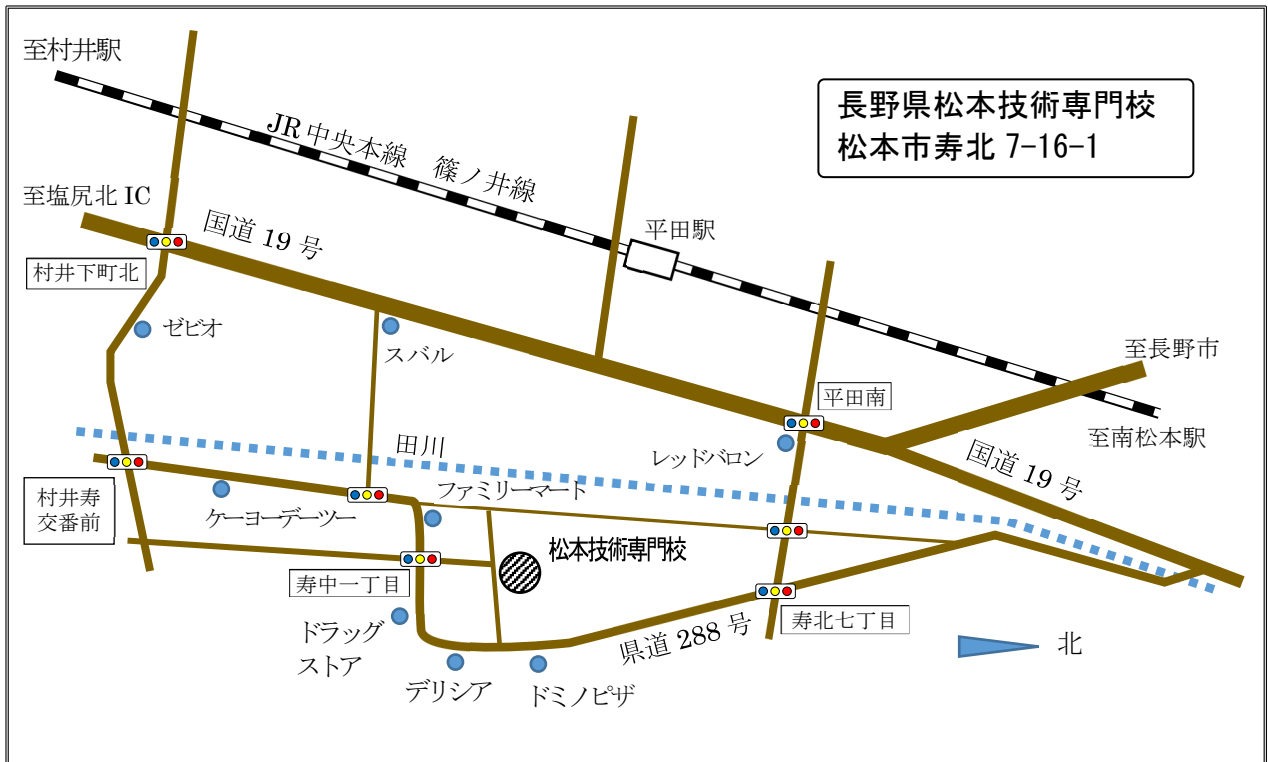 至村井駅
長野県松本技術専門校
松本市寿北 7-16-1
JR 中央本線 篠ノ井線
至塩尻北 IC
国道 19 号
平田駅
村井下町北
ゼビオ
スバル
至長野市
平田南
至南松本駅
田川
レッドバロン
国道 19 号
村井寿
交番前
ケーヨーデーツー
ファミリーマート
松本技術専門校
寿中一丁目
ドラッグ
ストア
県道 288 号
寿北七丁目
北
デリシア
ドミノピザ